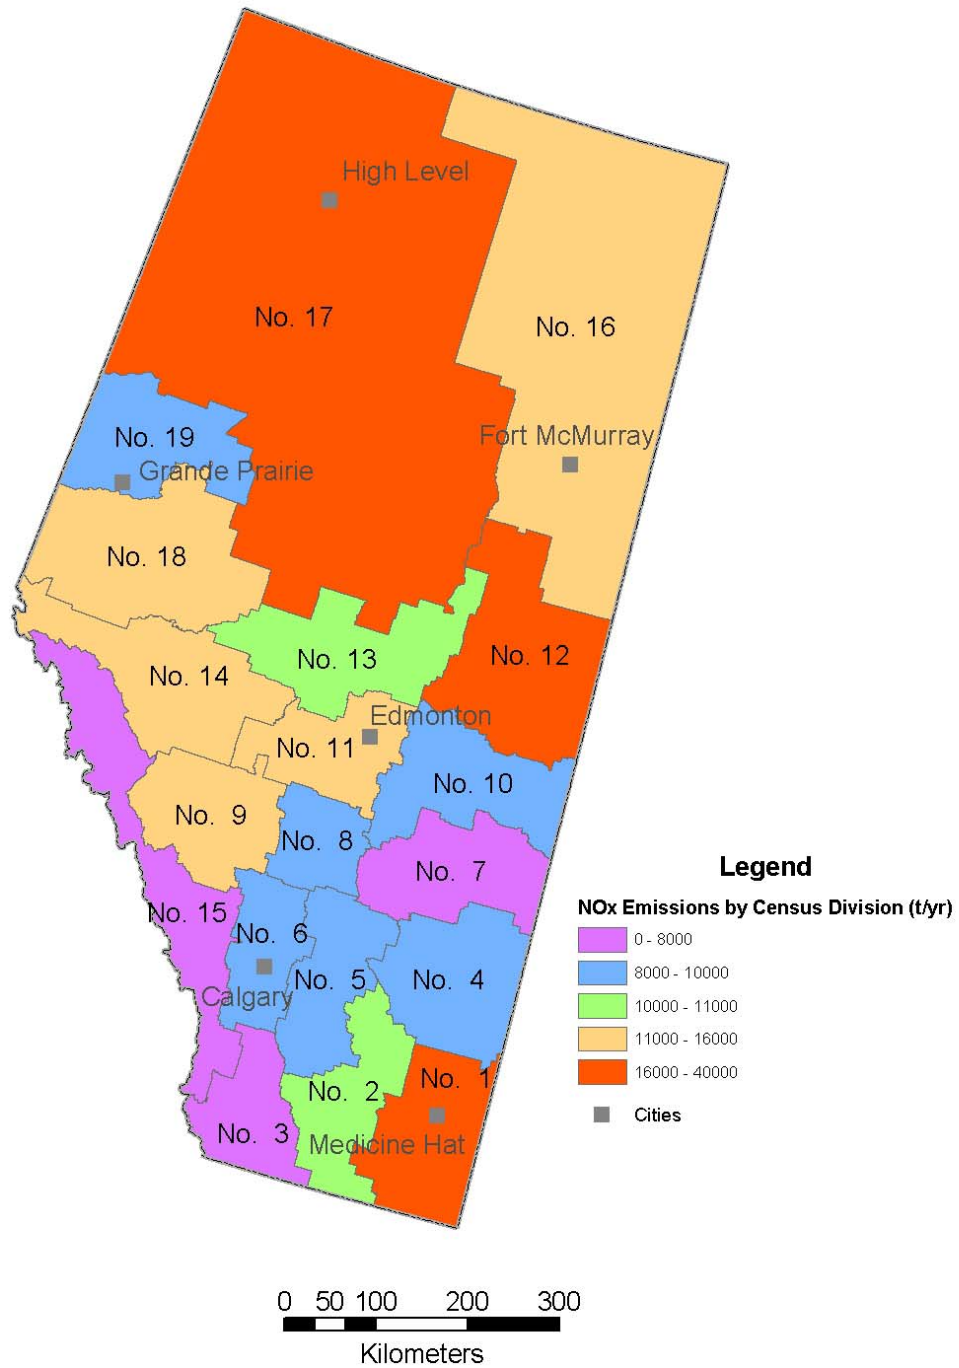 High Level
No. 17
No. 16
Fort McMurray
No. 19
Grande Prairie
No. 18
No. 12
No. 13
No. 14
Edmonton
No. 11
No. 10
No. 9
No. 8
No. 7
No. 15
No. 6
No. 5
No. 4
Calgary
No. 1
No. 2
No. 3
Medicine Hat
Legend
NOx Emissions by Census Division (t/yr)
0 - 8000
8000 - 10000
10000 - 11000
11000 - 16000
16000 - 40000
Cities
0 50 100 200 300
Kilometers